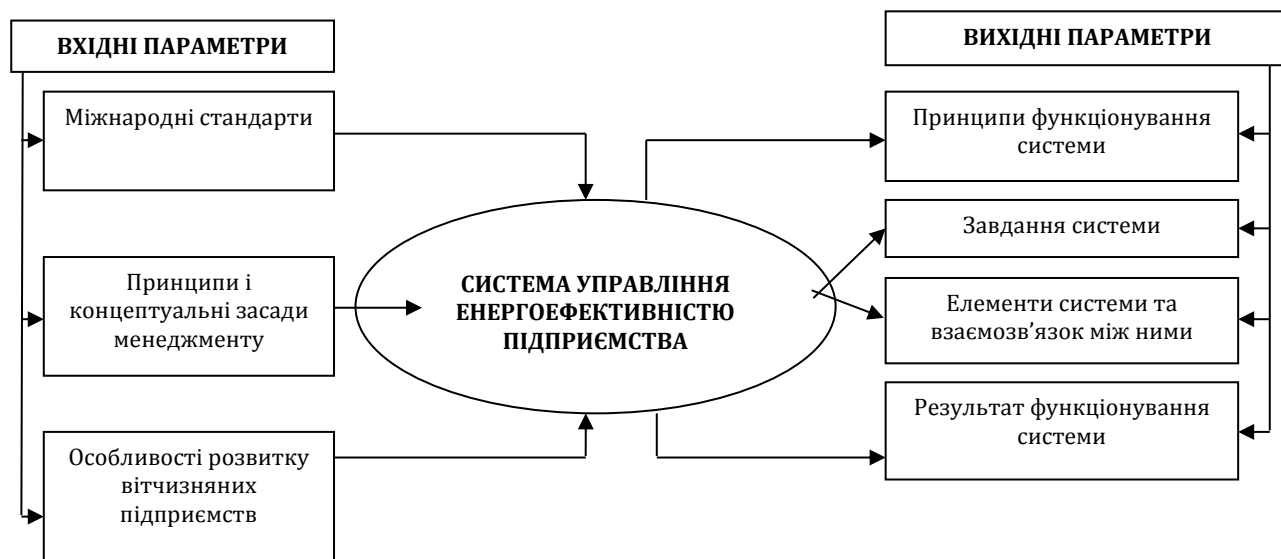 ВХІДНІ ПАРАМЕТРИ
Міжнародні стандарти
Принципи і
концептуальні засади
менеджменту
Особливості розвитку
вітчизняних
підприємств
СИСТЕМА УПРАВЛІННЯ
ЕНЕРГОЕФЕКТИВНІСТЮ
ПІДПРИЄМСТВА
ВИХІДНІ ПАРАМЕТРИ
Принципи функціонування
системи
Завдання системи
Елементи системи та
взаємозв’язок між ними
Результат функціонування
системи